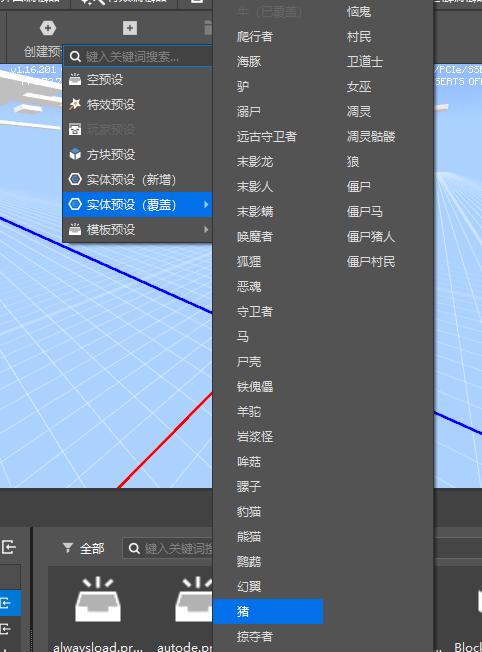 创建预
v1.16.201
/PCIe/SSE
SERTS OF
键入关键词搜索...
空预设
特效预设
玩家预设
方块预设
实体预设（新增）
实体预设（覆盖）
模板预设
牛（已覆盖）
爬行者
海豚
驴
溺尸
远古守卫者
末影龙
末影人
末影螨
唤魔者
狐狸
恶魂
守卫者
马
尸壳
铁傀儡
羊驼
岩浆怪
哞菇
骡子
豹猫
熊猫
鹦鹉
幻翼
猪
掠夺者
恼鬼
村民
卫道士
女巫
凋灵
凋灵骷髅
狼
僵尸
僵尸马
僵尸猪人
僵尸村民
全部
键入关键词搜
alwaysload.pr...
autode.pr
Block